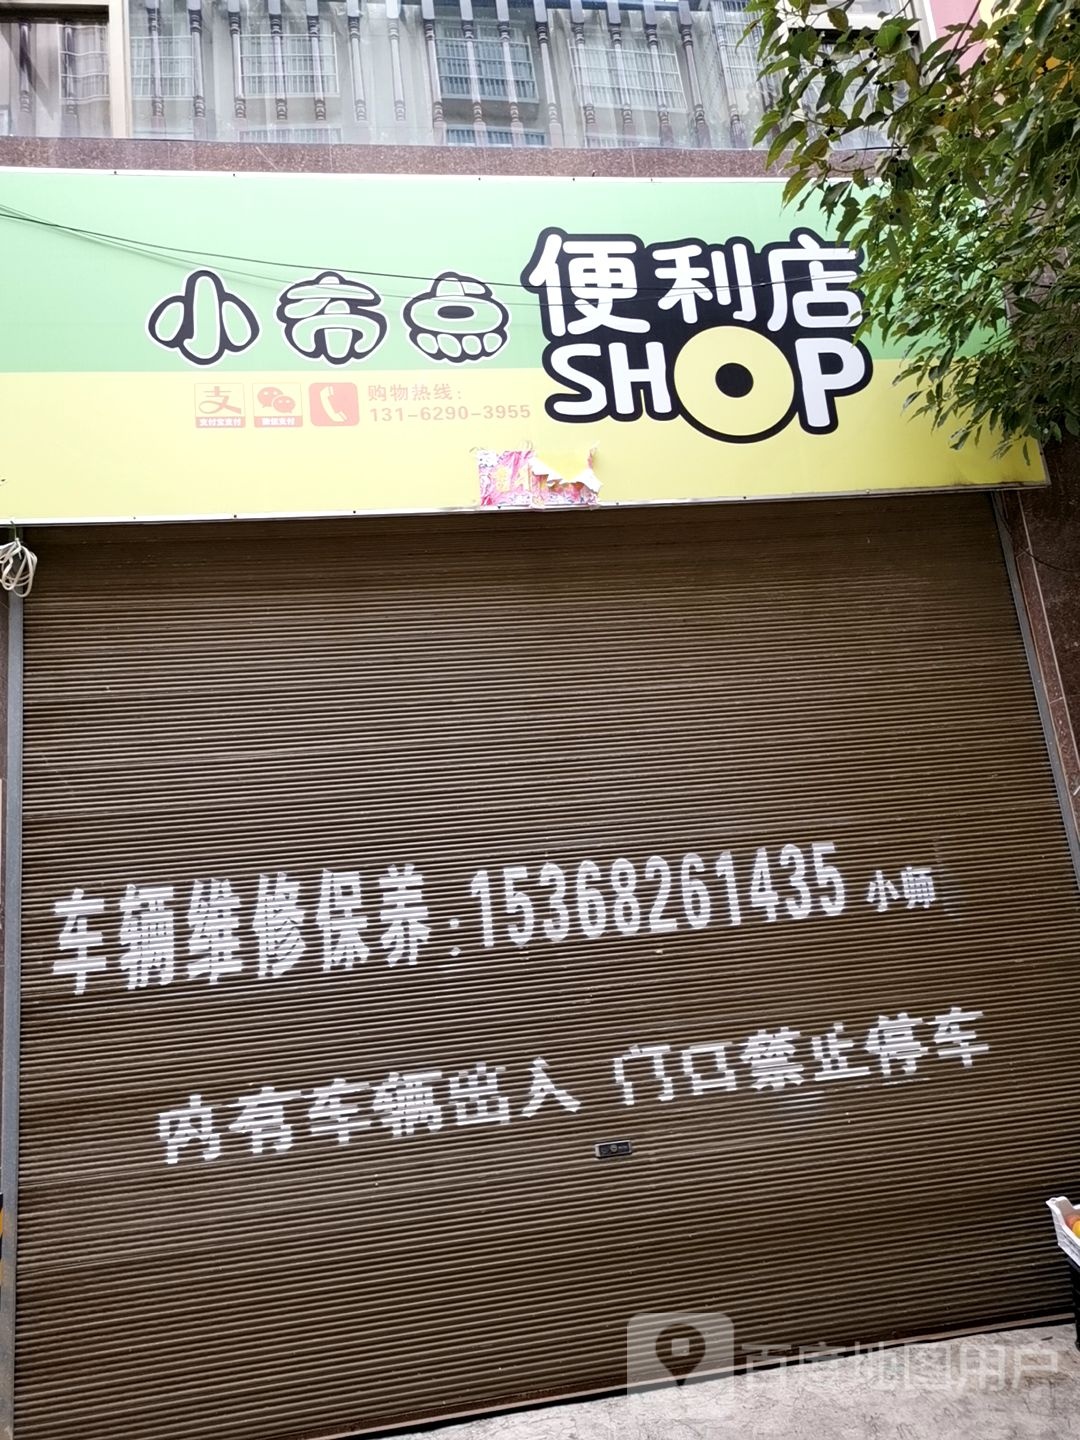 小帝点 便利店
SHOP
支付宝支付 微信支付
购物热线：
131-6290-3955
车辆维修保养：15368261435 小师
内有车辆出入 门口禁止停车
百度地图用户